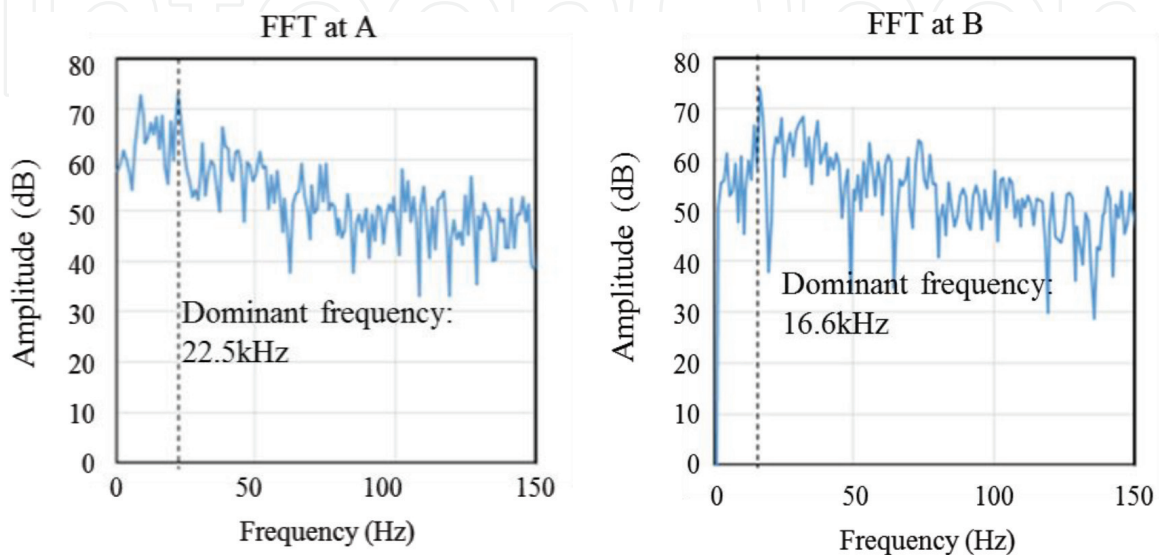 FFT at A
80
70
60
50
40
30
20
10
0
Amplitude (dB)
Dominant frequency:
22.5kHz
0 50 100 150
Frequency (Hz)
FFT at B
80
70
60
50
40
30
20
10
0
Amplitude (dB)
Dominant frequency:
16.6kHz
0 50 100 150
Frequency (Hz)